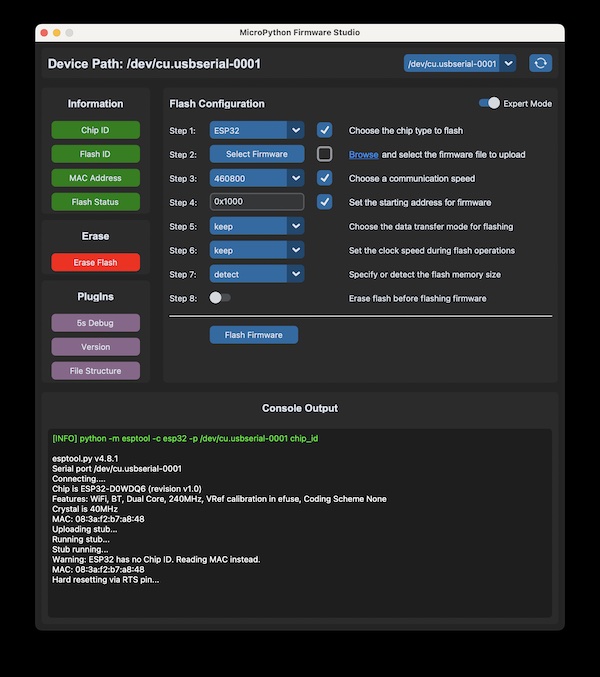 MicroPython Firmware Studio
Device Path: /dev/cu.usbserial-0001
/dev/cu.usbserial-0001
Information
Chip ID
Flash ID
MAC Address
Flash Status
Erase
Erase Flash
PlugIns
5s Debug
Version
File Structure
Flash Configuration
Expert Mode
Step 1: ESP32 Choose the chip type to flash
Step 2: Select Firmware Browse and select the firmware file to upload
Step 3: 460800 Choose a communication speed
Step 4: 0x1000 Set the starting address for firmware
Step 5: keep Choose the data transfer mode for flashing
Step 6: keep Set the clock speed during flash operations
Step 7: detect Specify or detect the flash memory size
Step 8: Erase flash before flashing firmware
Flash Firmware
Console Output
[INFO] python -m esptool -c esp32 -p /dev/cu.usbserial-0001 chip_id
esptool.py v4.8.1
Serial port /dev/cu.usbserial-0001
Connecting....
Chip is ESP32-D0WDQ6 (revision v1.0)
Features: WiFi, BT, Dual Core, 240MHz, VRef calibration in efuse, Coding Scheme None
Crystal is 40MHz
MAC: 08:3a:f2:b7:a8:48
Uploading stub...
Running stub...
Stub running...
Warning: ESP32 has no Chip ID. Reading MAC instead.
MAC: 08:3a:f2:b7:a8:48
Hard resetting via RTS pin...